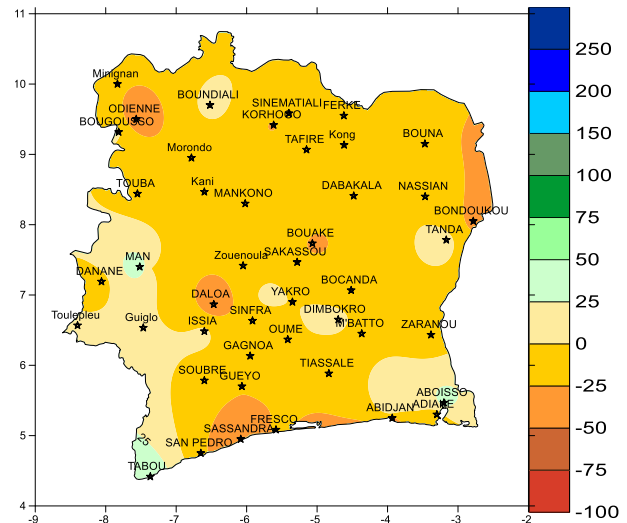 11
10
9
8
7
6
5
4
-9 -8 -7 -6 -5 -4 -3 -2
Minignan
ODIENNE
BOUGOUSSO
BOUNDIALI
SINEMATIALI
FERKE
KORHOGO
TAFIRE
Kong
BOUNA
Morondo
TOUBA
Kani
MANKONO
DABAKALA
NASSIAN
BONDOUKOU
TANDA
BOUAKE
SAKASSOU
Zouenoula
MAN
DANANE
BOCANDA
YAKRO
DALOA
SINFRA
DIMBOKRO
M'BATTO
ZARANOU
Toulepleu
Guiglo
ISSIA
OUME
GAGNOA
TIASSALE
SOUBRE
GUEYO
ABOISSO
ADIAKE
ABIDJAN
FRESCO
SASSANDRA
SAN PEDRO
25
TABOU
250
200
150
100
75
50
25
0
-25
-50
-75
-100